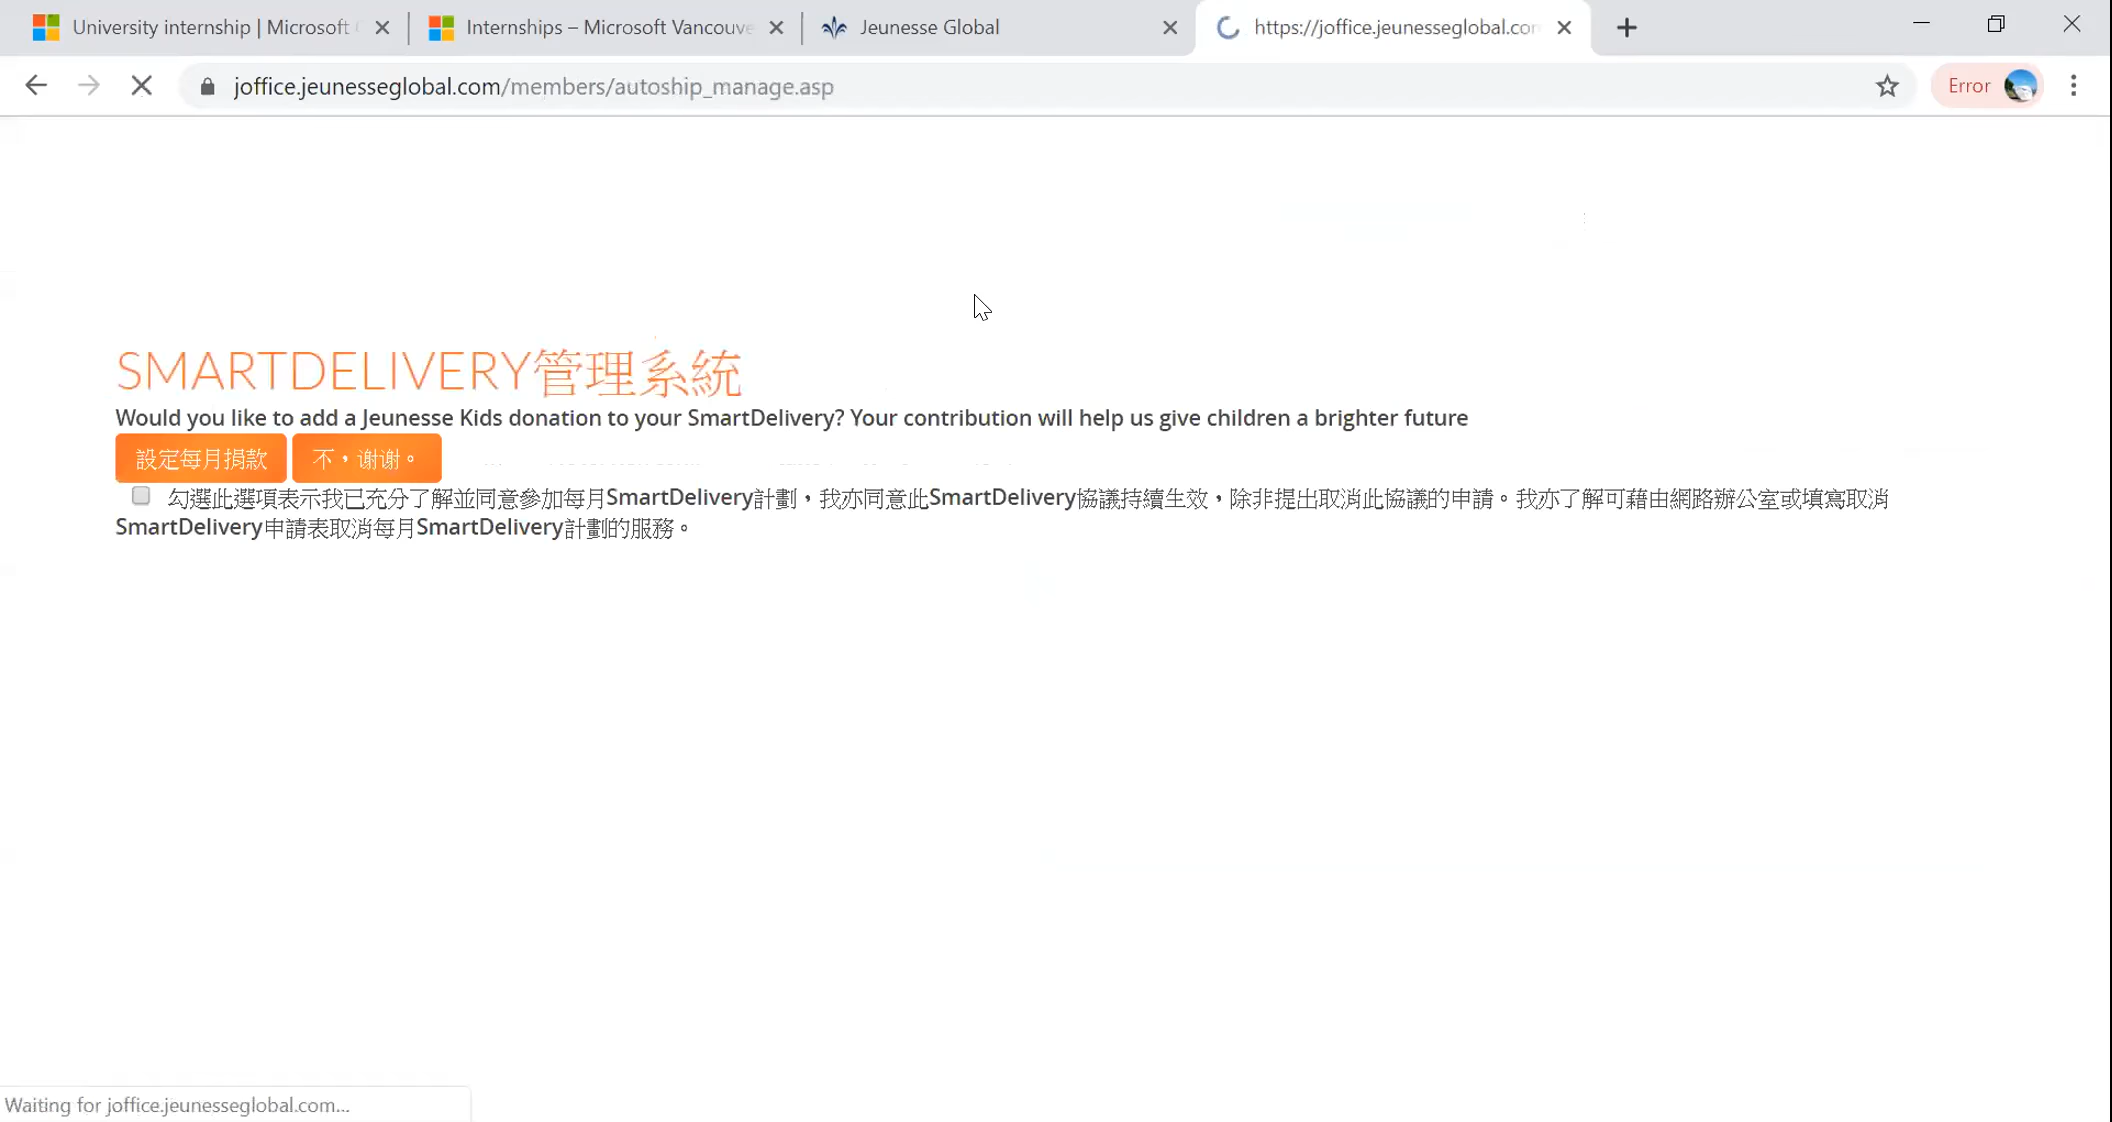 University internship | Microsoft
Internships – Microsoft Vancouve
Jeunesse Global
https://joffice.jeunesseglobal.con
joffice.jeunesseglobal.com/members/autoship_manage.asp
Error
SMARTDELIVERY管理系統
Would you like to add a Jeunesse Kids donation to your SmartDelivery? Your contribution will help us give children a brighter future
設定每月捐款
不，谢谢。
勾選此選項表示我已充分了解並同意參加每月SmartDelivery計劃，我亦同意此SmartDelivery協議持續生效，除非提出取消此協議的申請。我亦了解可藉由網路辦公室或填寫取消
SmartDelivery申請表取消每月SmartDelivery計劃的服務。
Waiting for joffice.jeunesseglobal.com...